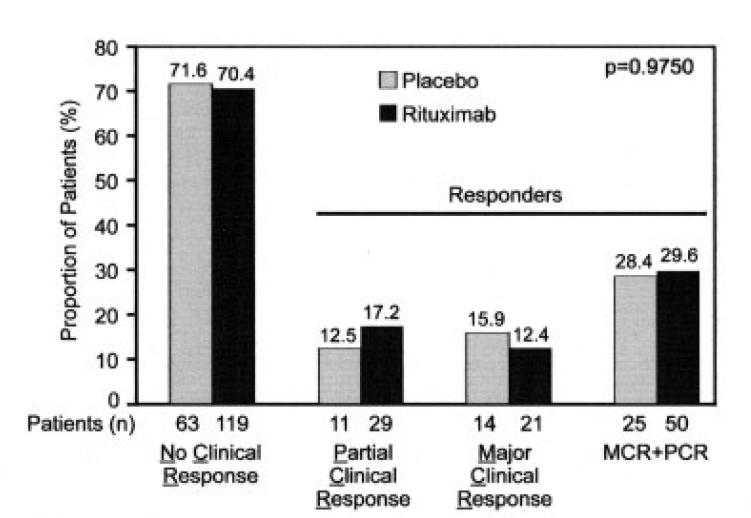 80
70
60
50
40
30
20
10
0
Proportion of Patients (%)
71.6 70.4
Placebo
Rituximab
p=0.9750
Responders
12.5 17.2
15.9 12.4
28.4 29.6
Patients (n) 63 119 11 29 14 21 25 50
No Clinical
Response
Partial
Clinical
Response
Major
Clinical
Response
MCR+PCR